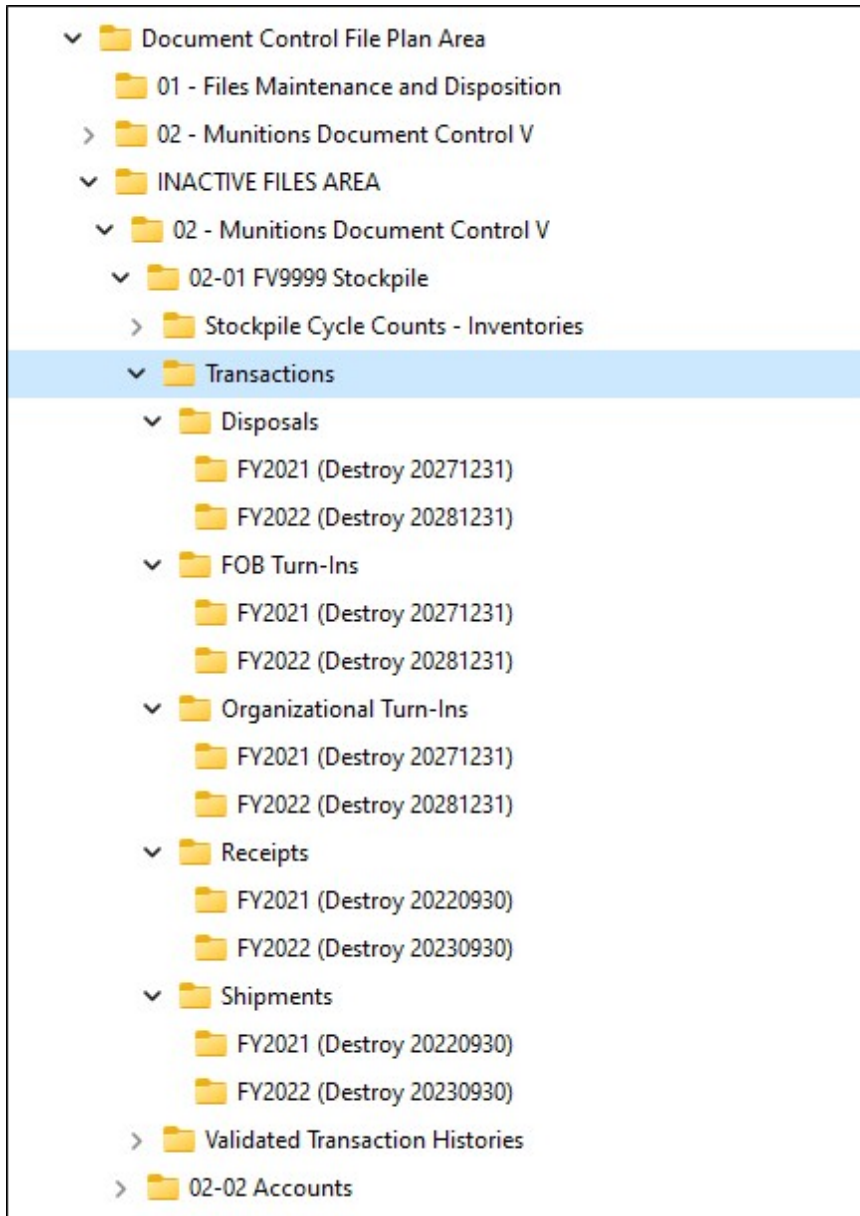 Document Control File Plan Area
01 - Files Maintenance and Disposition
02 - Munitions Document Control V
INACTIVE FILES AREA
02 - Munitions Document Control V
02-01 FV9999 Stockpile
Stockpile Cycle Counts - Inventories
Transactions
Disposals
FY2021 (Destroy 20271231)
FY2022 (Destroy 20281231)
FOB Turn-Ins
FY2021 (Destroy 20271231)
FY2022 (Destroy 20281231)
Organizational Turn-Ins
FY2021 (Destroy 20271231)
FY2022 (Destroy 20281231)
Receipts
FY2021 (Destroy 20220930)
FY2022 (Destroy 20230930)
Shipments
FY2021 (Destroy 20220930)
FY2022 (Destroy 20230930)
Validated Transaction Histories
02-02 Accounts